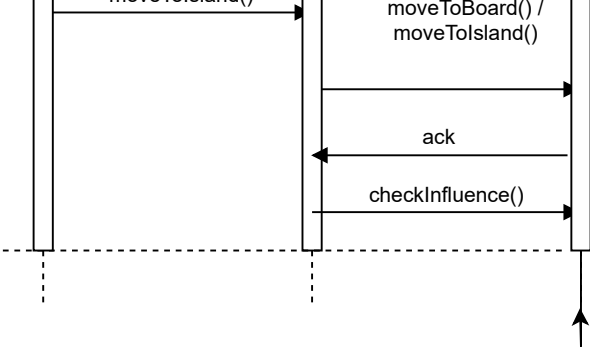 moveToIsland()
moveToBoard() /
moveToIsland()
ack
checkInfluence()